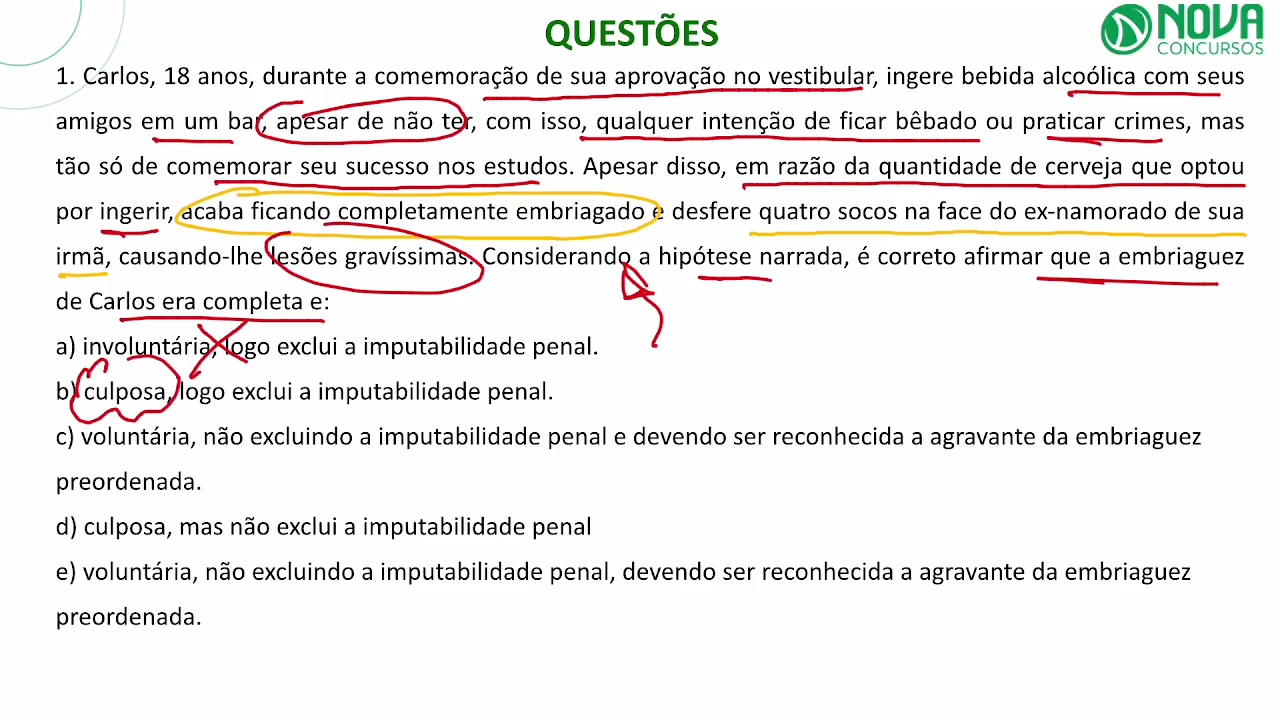 QUESTÕES
NOVA
CONCURSOS
1. Carlos, 18 anos, durante a comemoração de sua aprovação no vestibular, ingere bebida alcoólica com seus
amigos em um bar, apesar de não ter, com isso, qualquer intenção de ficar bêbado ou praticar crimes, mas
tão só de comemorar seu sucesso nos estudos. Apesar disso, em razão da quantidade de cerveja que optou
por ingerir, acaba ficando completamente embriagado e desfere quatro socos na face do ex-namorado de sua
irmã, causando-lhe lesões gravíssimas. Considerando a hipótese narrada, é correto afirmar que a embriaguez
de Carlos era completa e:
a) involuntária, logo exclui a imputabilidade penal.
b) culposa, logo exclui a imputabilidade penal.
c) voluntária, não excluindo a imputabilidade penal e devendo ser reconhecida a agravante da embriaguez
preordenada.
d) culposa, mas não exclui a imputabilidade penal
e) voluntária, não excluindo a imputabilidade penal, devendo ser reconhecida a agravante da embriaguez
preordenada.